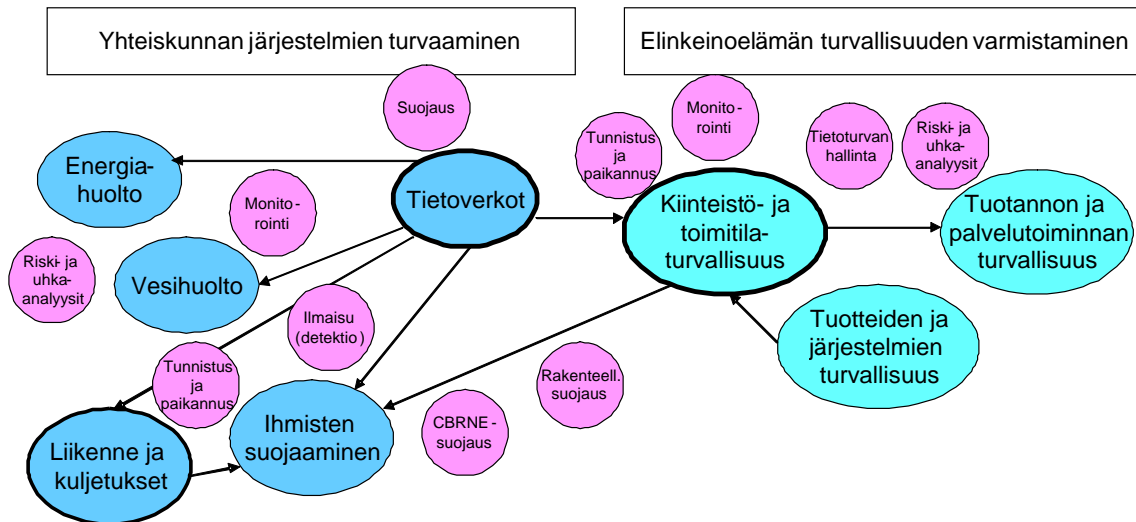 Yhteiskunnan järjestelmien turvaaminen
Elinkeinoelämän turvallisuuden varmistaminen
Suojaus
Monito-
rointi
Tunnistus
ja
paikannus
Tietoturvan
hallinta
Riski- ja
uhka-
analyysit
Energia-
huolto
Tietoverkot
Kiinteistö- ja
toimitila-
turvallisuus
Tuotannon ja
palvelutoiminnan
turvallisuus
Monito-
rointi
Riski- ja
uhka-
analyysit
Vesihuolto
Ilmaisu
(detektio)
Tuotteiden ja
järjestelmien
turvallisuus
Tunnistus
ja
paikannus
Rakenteell.
suojaus
Ihmisten
suojaaminen
CBRNE-
suojaus
Liikenne ja
kuljetukset